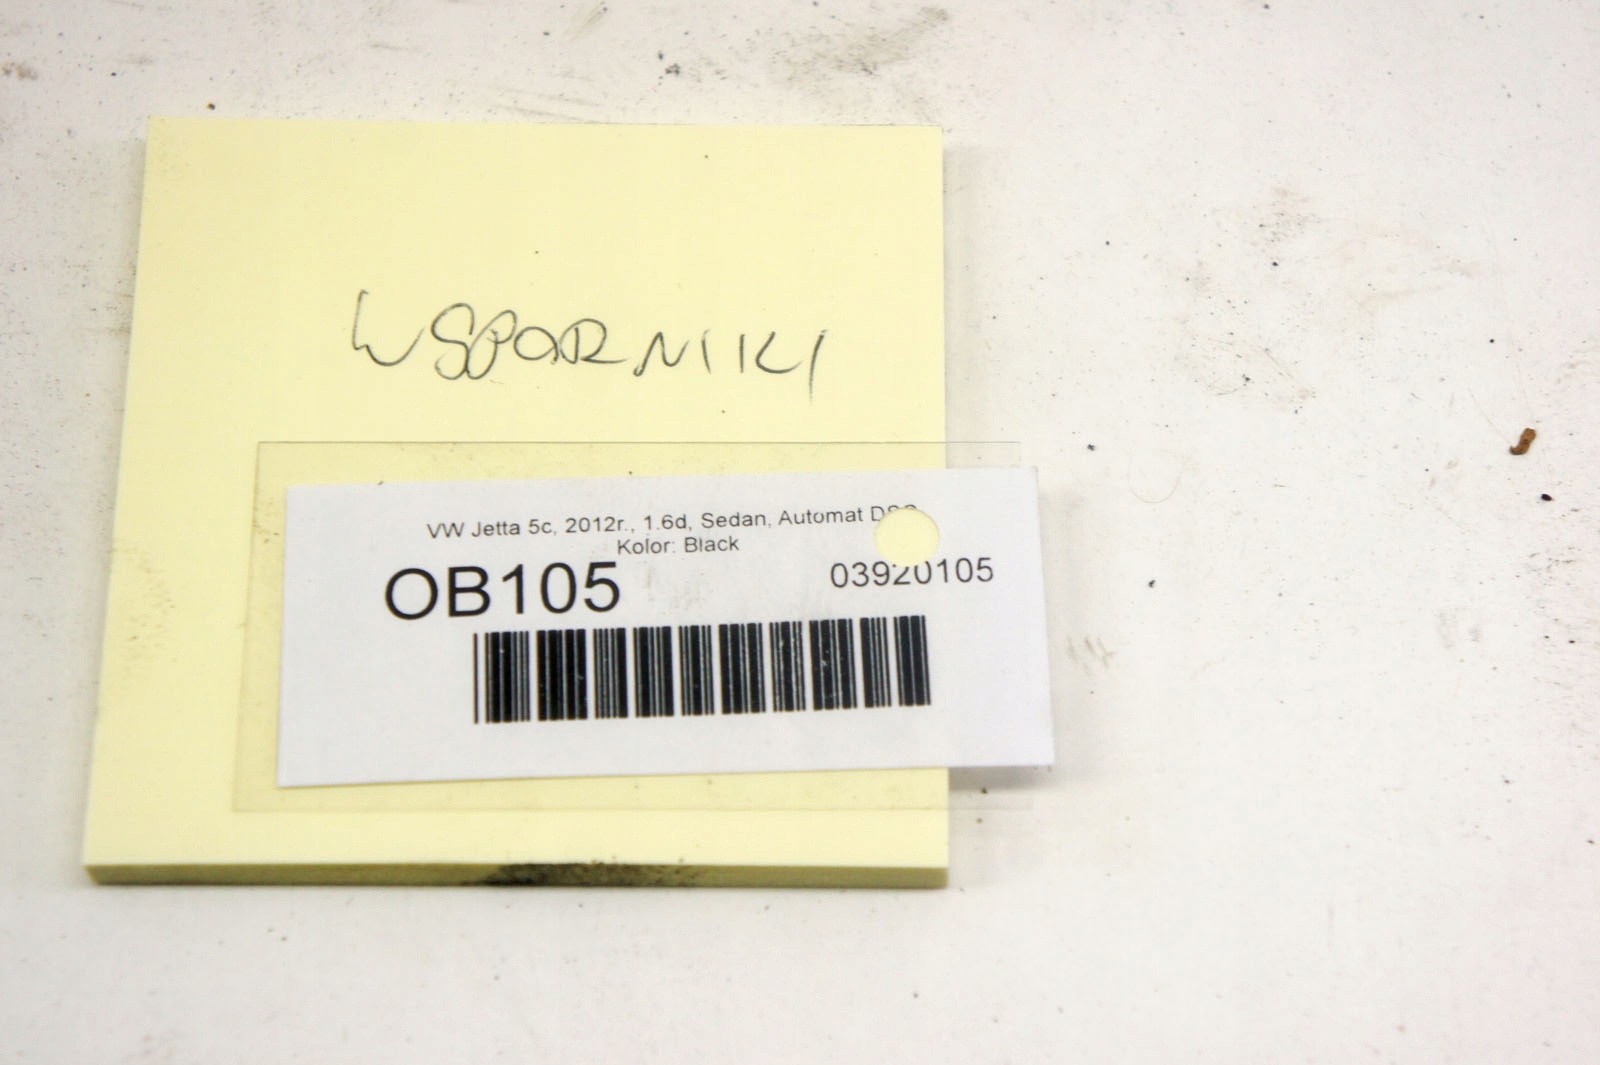 WSPORNIKI
VW Jetta 5c, 2012r., 1.6d, Sedan, Automat
Kolor: Black
OB105
03920105